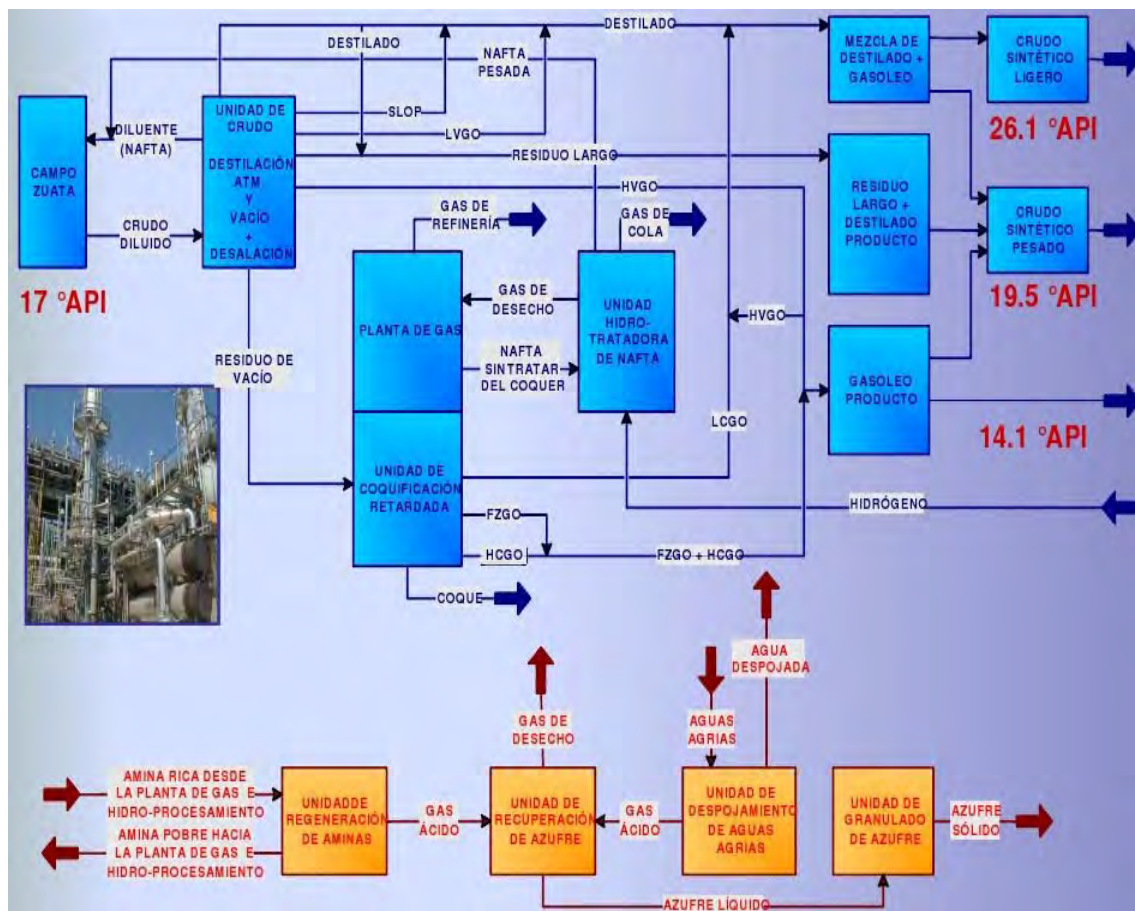 DESTILADO
DESTILADO
NAFTA
PESADA
SLOP
LVGO
DILUENTE
(NAFTA)
CAMPO
ZUATA
CRUDO
DILUIDO
17 °API
UNIDAD DE
CRUDO
DESTILACIÓN
ATM
Y
VACÍO
+
DESALACIÓN
RESIDUO LARGO
HVGO
MEZCLA DE
DESTILADO +
GASOLEO
CRUDO
SINTÉTICO
LIGERO
26.1 °API
RESIDUO
LARGO +
DESTILADO
PRODUCTO
CRUDO
SINTÉTICO
PESADO
19.5 °API
GAS DE
REFINERÍA
GAS DE
COLA
PLANTA DE GAS
GAS DE
DESECHO
NAFTA
SINTRATAR
DEL COQUER
UNIDAD
HIDRO-
TRATADORA
DE NAFTA
HVGO
GASOLEO
PRODUCTO
14.1 °API
RESIDUO DE
VACÍO
LCGO
UNIDAD DE
COQUIFICACIÓN
RETARDADA
HIDRÓGENO
FZGO
HCGO
FZGO + HCGO
COQUE
AGUA
DESPOJADA
GAS DE
DESECHO
AGUAS
AGRIAS
AMINA RICA DESDE
LA PLANTA DE GAS E
HIDRO-PROCESAMIENTO
AMINA POBRE HACIA
LA PLANTA DE GAS E
HIDRO-PROCESAMIENTO
UNIDADDE
REGENERACIÓN
DE AMINAS
GAS
ÁCIDO
UNIDAD DE
RECUPERACIÓN
DE AZUFRE
GAS
ÁCIDO
UNIDAD DE
DESPOJAMIENTO
DE AGUAS
AGRIAS
UNIDAD DE
GRANULADO
DE AZUFRE
AZUFRE
SÓLIDO
AZUFRE LÍQUIDO